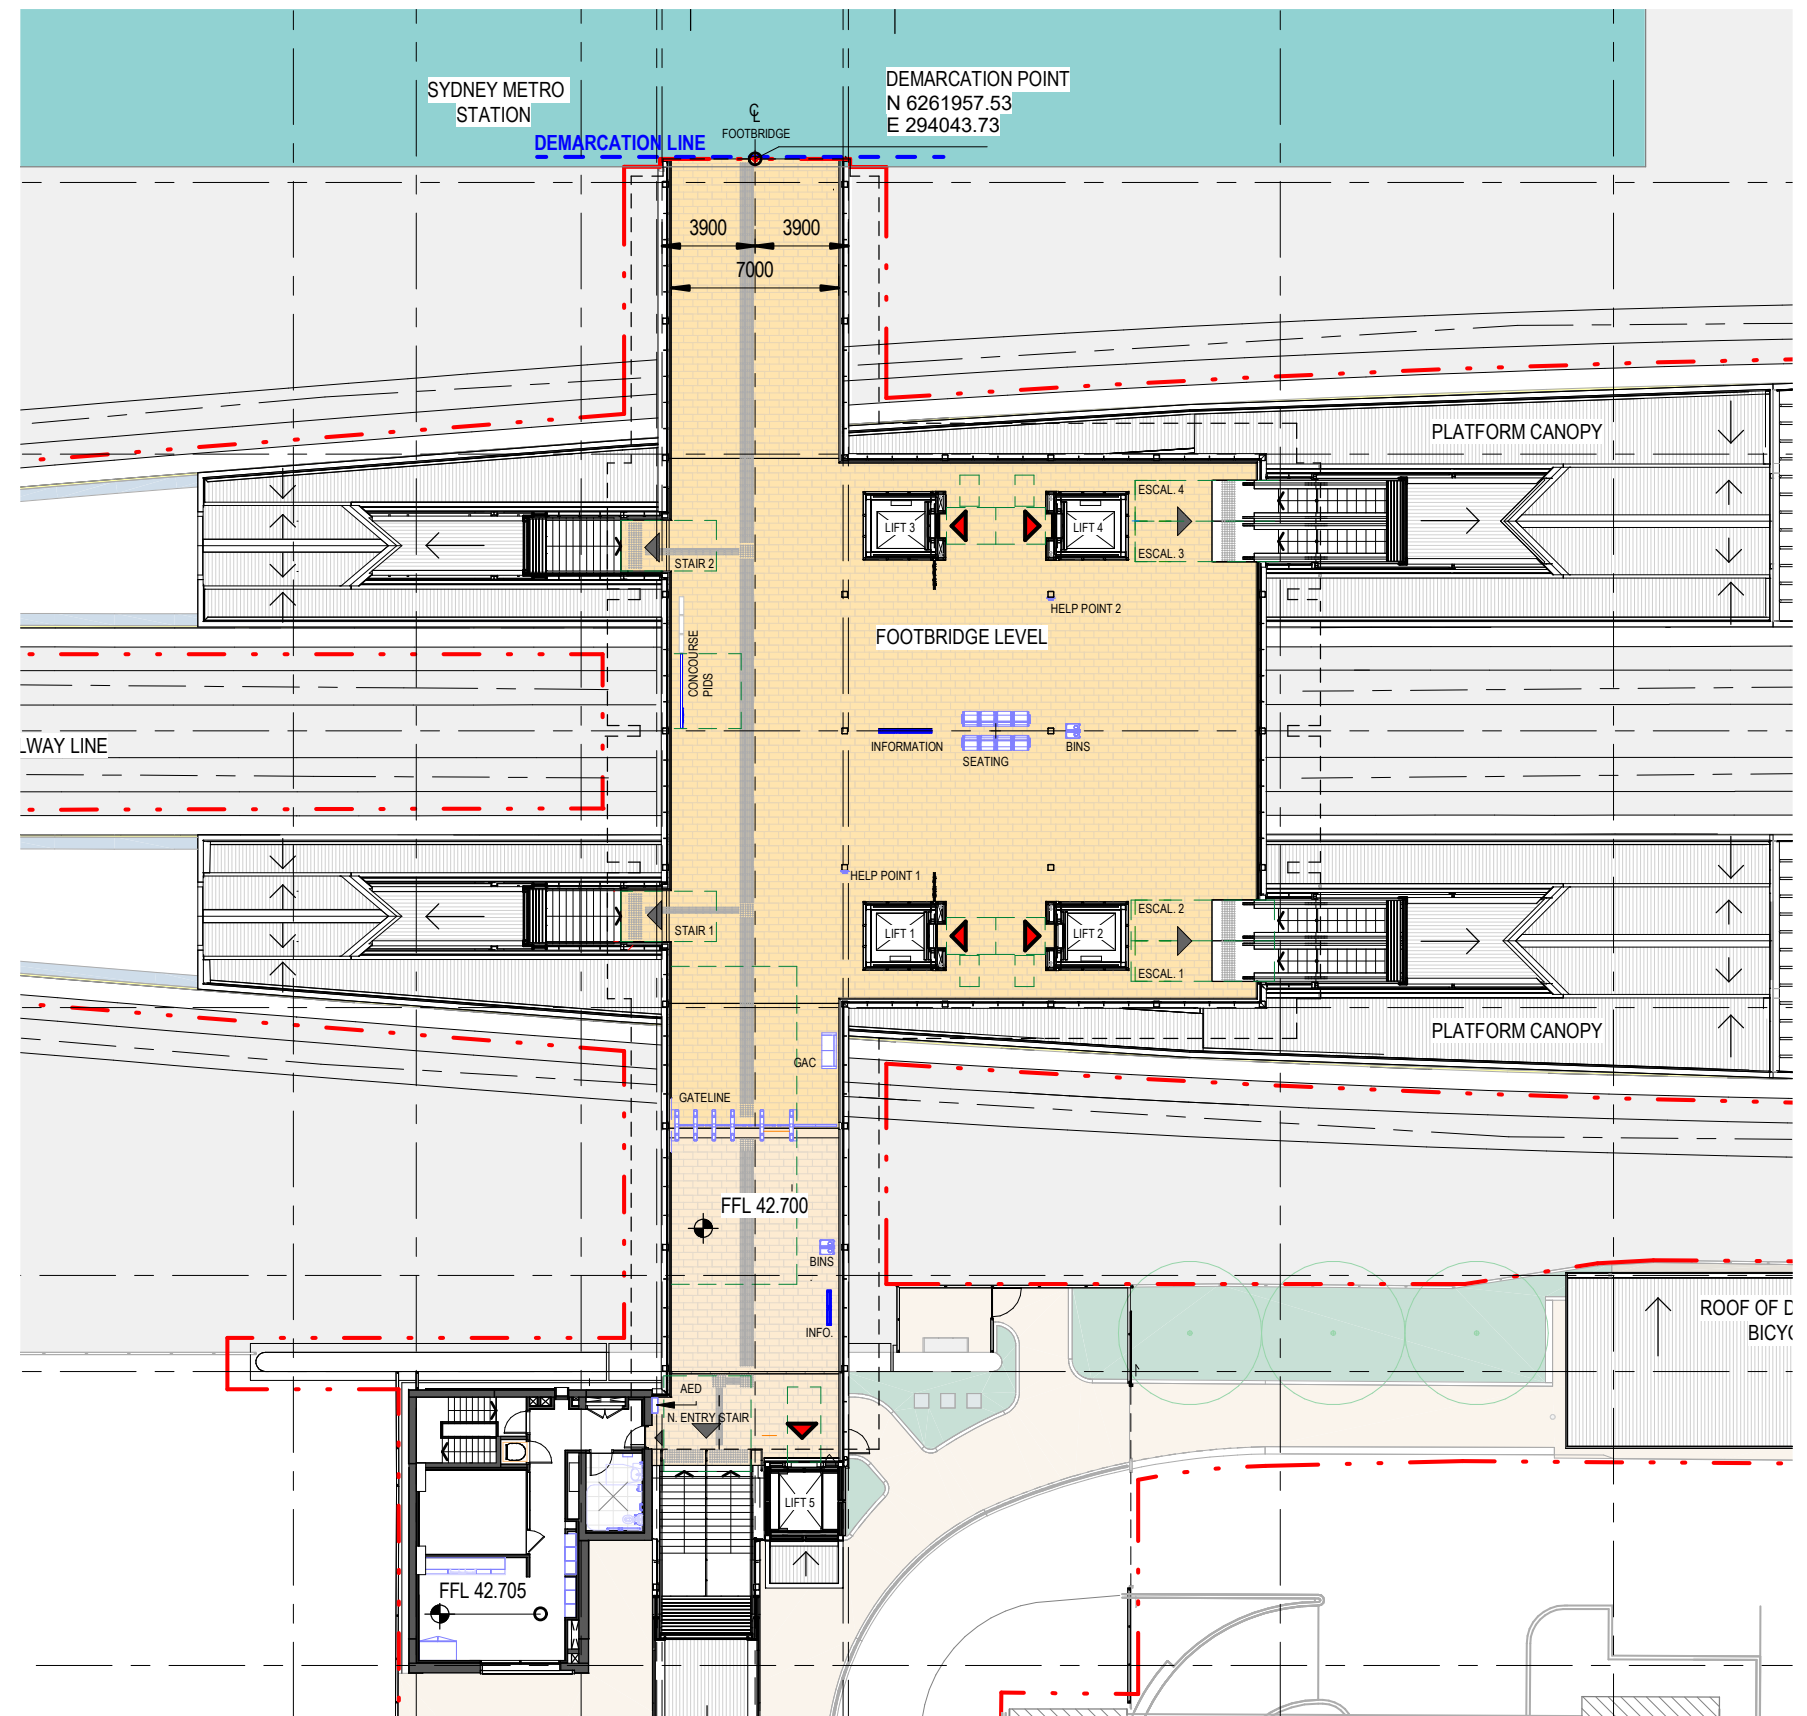 SYDNEY METRO
STATION
DEMARCATION POINT
N 6261957.53
E 294043.73
℄
FOOTBRIDGE
DEMARCATION LINE
3900
3900
7000
PLATFORM CANOPY
ESCAL. 4
LIFT 3
LIFT 4
ESCAL. 3
STAIR 2
HELP POINT 2
FOOTBRIDGE LEVEL
CONCOURSE
PIDS
LWAY LINE
INFORMATION
SEATING
BINS
HELP POINT 1
ESCAL. 2
STAIR 1
LIFT 1
LIFT 2
ESCAL. 1
PLATFORM CANOPY
GAC
GATELINE
FFL 42.700
BINS
INFO.
ROOF OF D
BICYC
AED
N. ENTRY STAIR
LIFT 5
FFL 42.705